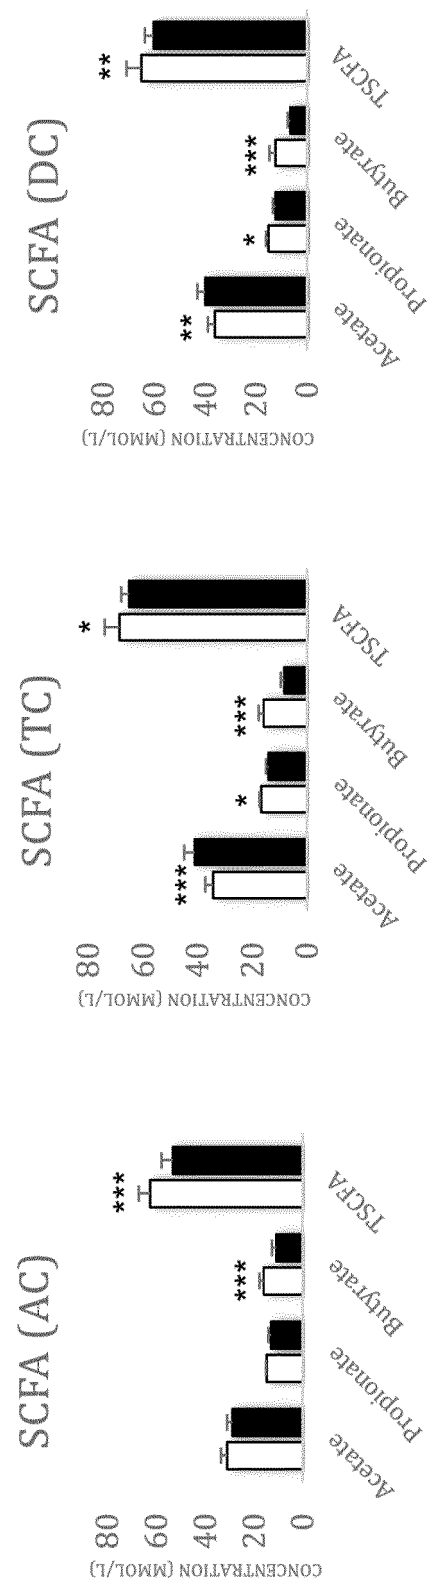 SCFA (AC)
CONCENTRATION (MMOL/L)
80
60
40
20
0
***
***
Acetate
Propionate
Butyrate
TSCFA
SCFA (TC)
CONCENTRATION (MMOL/L)
80
60
40
20
0
***
*
***
*
Acetate
Propionate
Butyrate
TSCFA
SCFA (DC)
CONCENTRATION (MMOL/L)
80
60
40
20
0
**
*
***
**
Acetate
Propionate
Butyrate
TSCFA